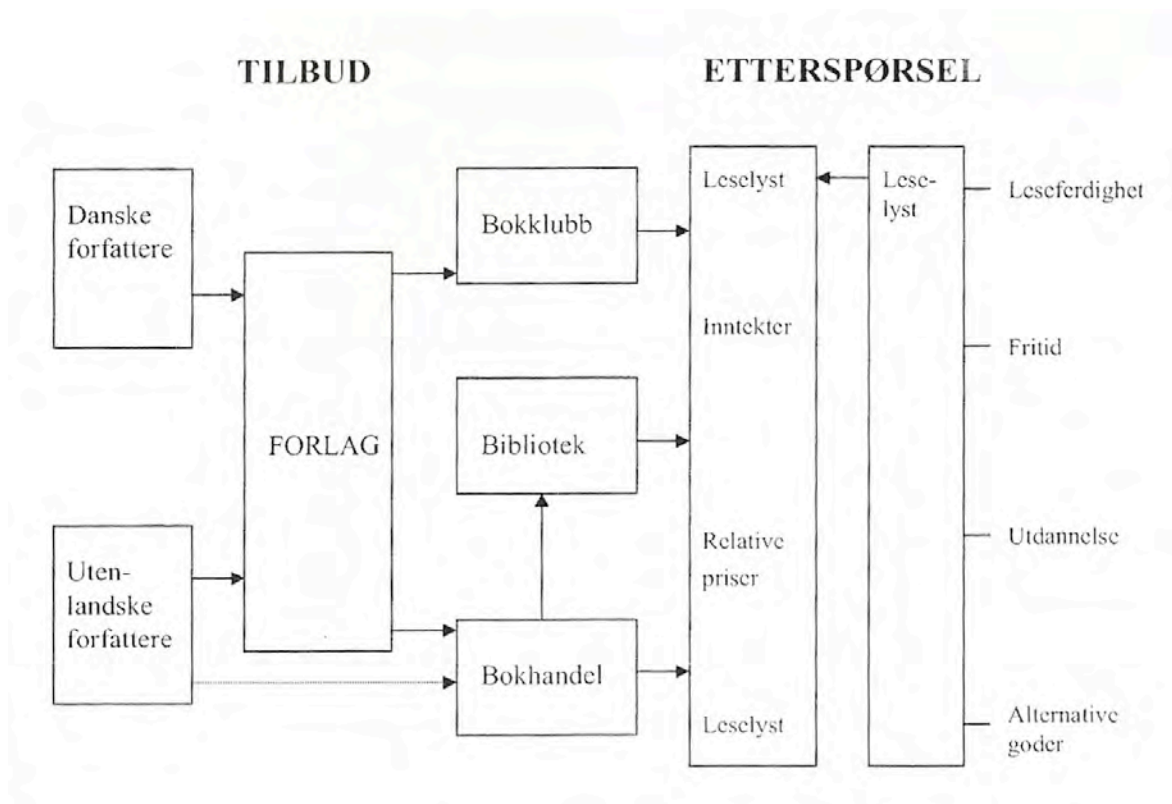 TILBUD
ETTERSPØRSEL
Danske
forfattere
FORLAG
Uten-
landske
forfattere
Bokklubb
Bibliotek
Bokhandel
Leselyst
Inntekter
Relative
priser
Leselyst
Lese-
lyst
Leseferdighet
Fritid
Utdannelse
Alternative
goder